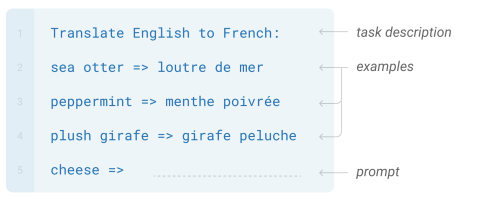 1 Translate English to French: task description
2 sea otter => loutre de mer examples
3 peppermint => menthe poivrée
4 plush girafe => girafe peluche
5 cheese => prompt